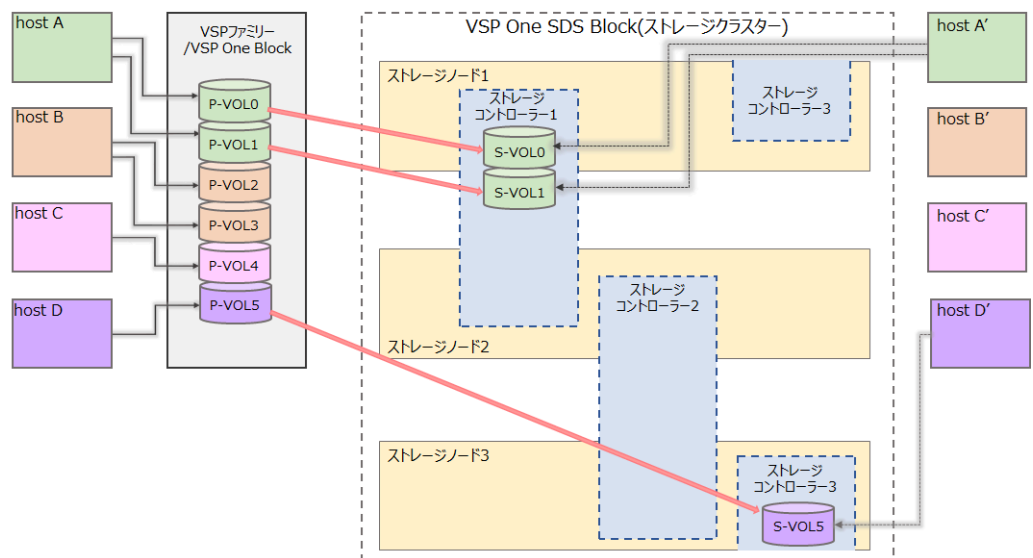 host A
host B
host C
host D
VSPファミリー
/VSP One Block
P-VOL0
P-VOL1
P-VOL2
P-VOL3
P-VOL4
P-VOL5
VSP One SDS Block(ストレージクラスター)
ストレージノード1
ストレージ
コントローラー1
S-VOL0
S-VOL1
ストレージ
コントローラー3
ストレージ
コントローラー2
ストレージノード2
ストレージノード3
ストレージ
コントローラー3
S-VOL5
host A′
host B′
host C′
host D′